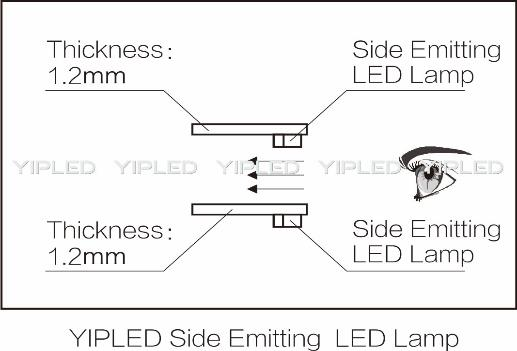 Thickness:
1.2mm
Side Emitting
LED Lamp
YIPLED YIPLED YIPLED YIPLED YIPLED
Thickness:
1.2mm
Side Emitting
LED Lamp
YIPLED Side Emitting LED Lamp